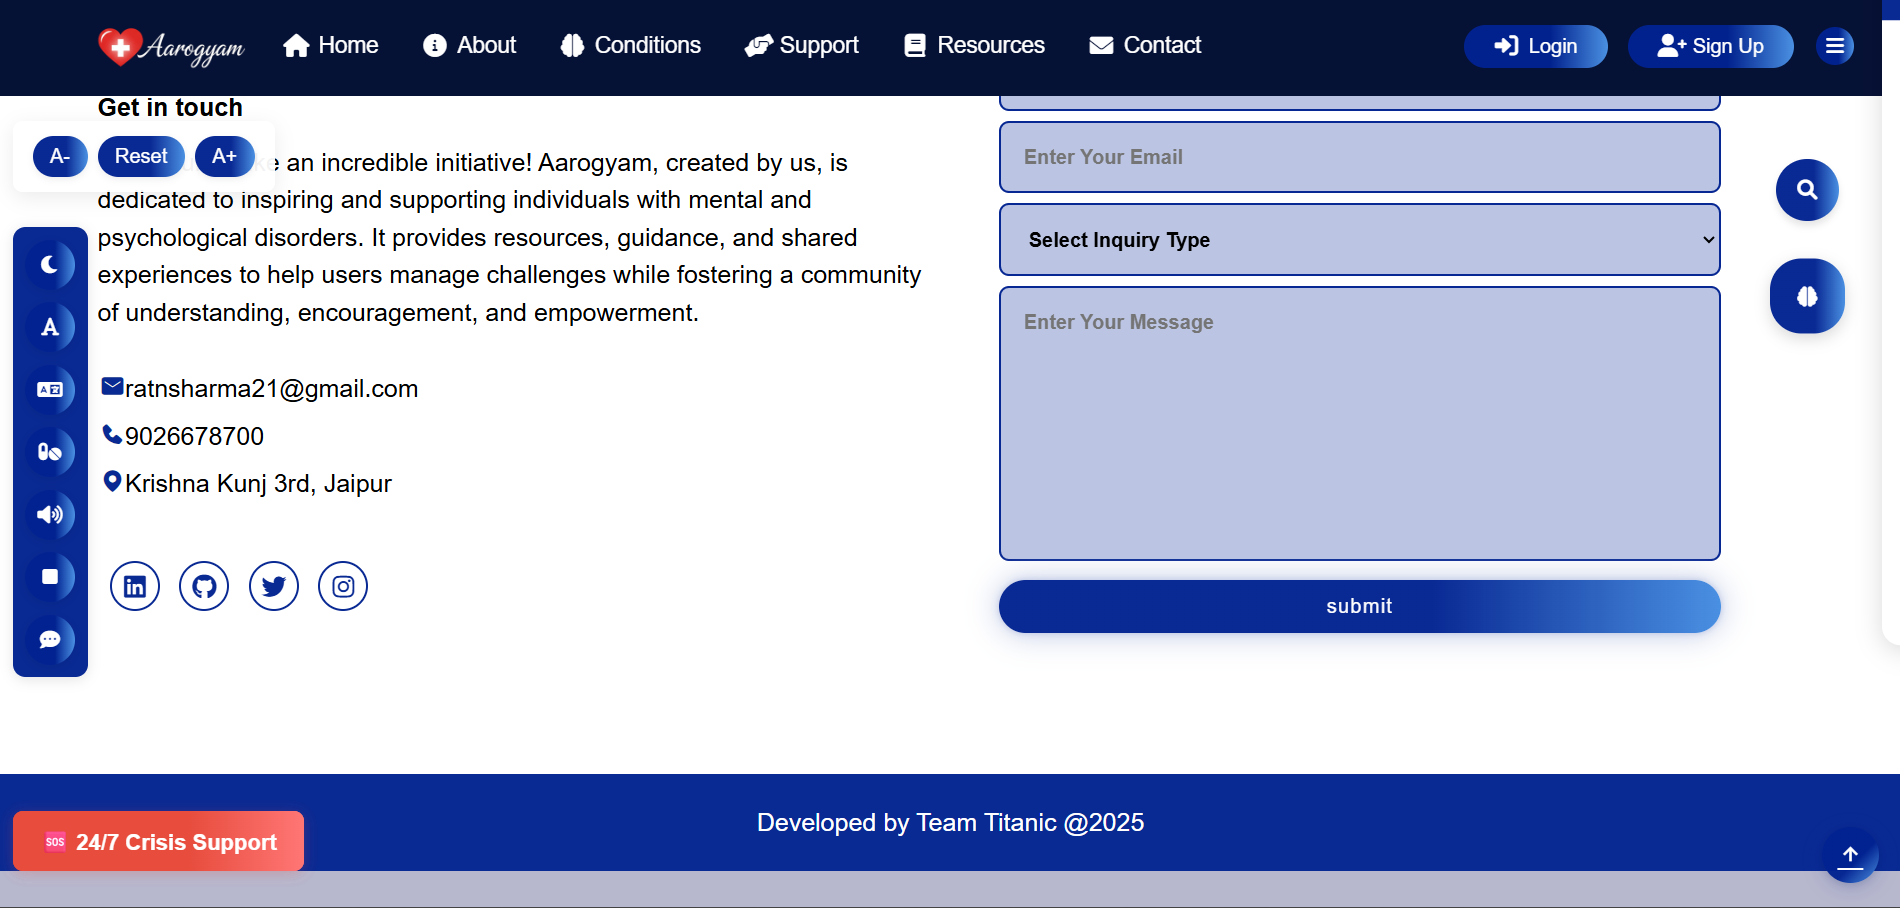 Aarogyam
Home
About
Conditions
Support
Resources
Contact
Login
Sign Up
Get in touch
A-
Reset
A+
an incredible initiative! Aarogyam, created by us, is
dedicated to inspiring and supporting individuals with mental and
psychological disorders. It provides resources, guidance, and shared
experiences to help users manage challenges while fostering a community
of understanding, encouragement, and empowerment.
ratnsharma21@gmail.com
9026678700
Krishna Kunj 3rd, Jaipur
Enter Your Email
Select Inquiry Type
Enter Your Message
submit
Developed by Team Titanic @2025
SOS 24/7 Crisis Support